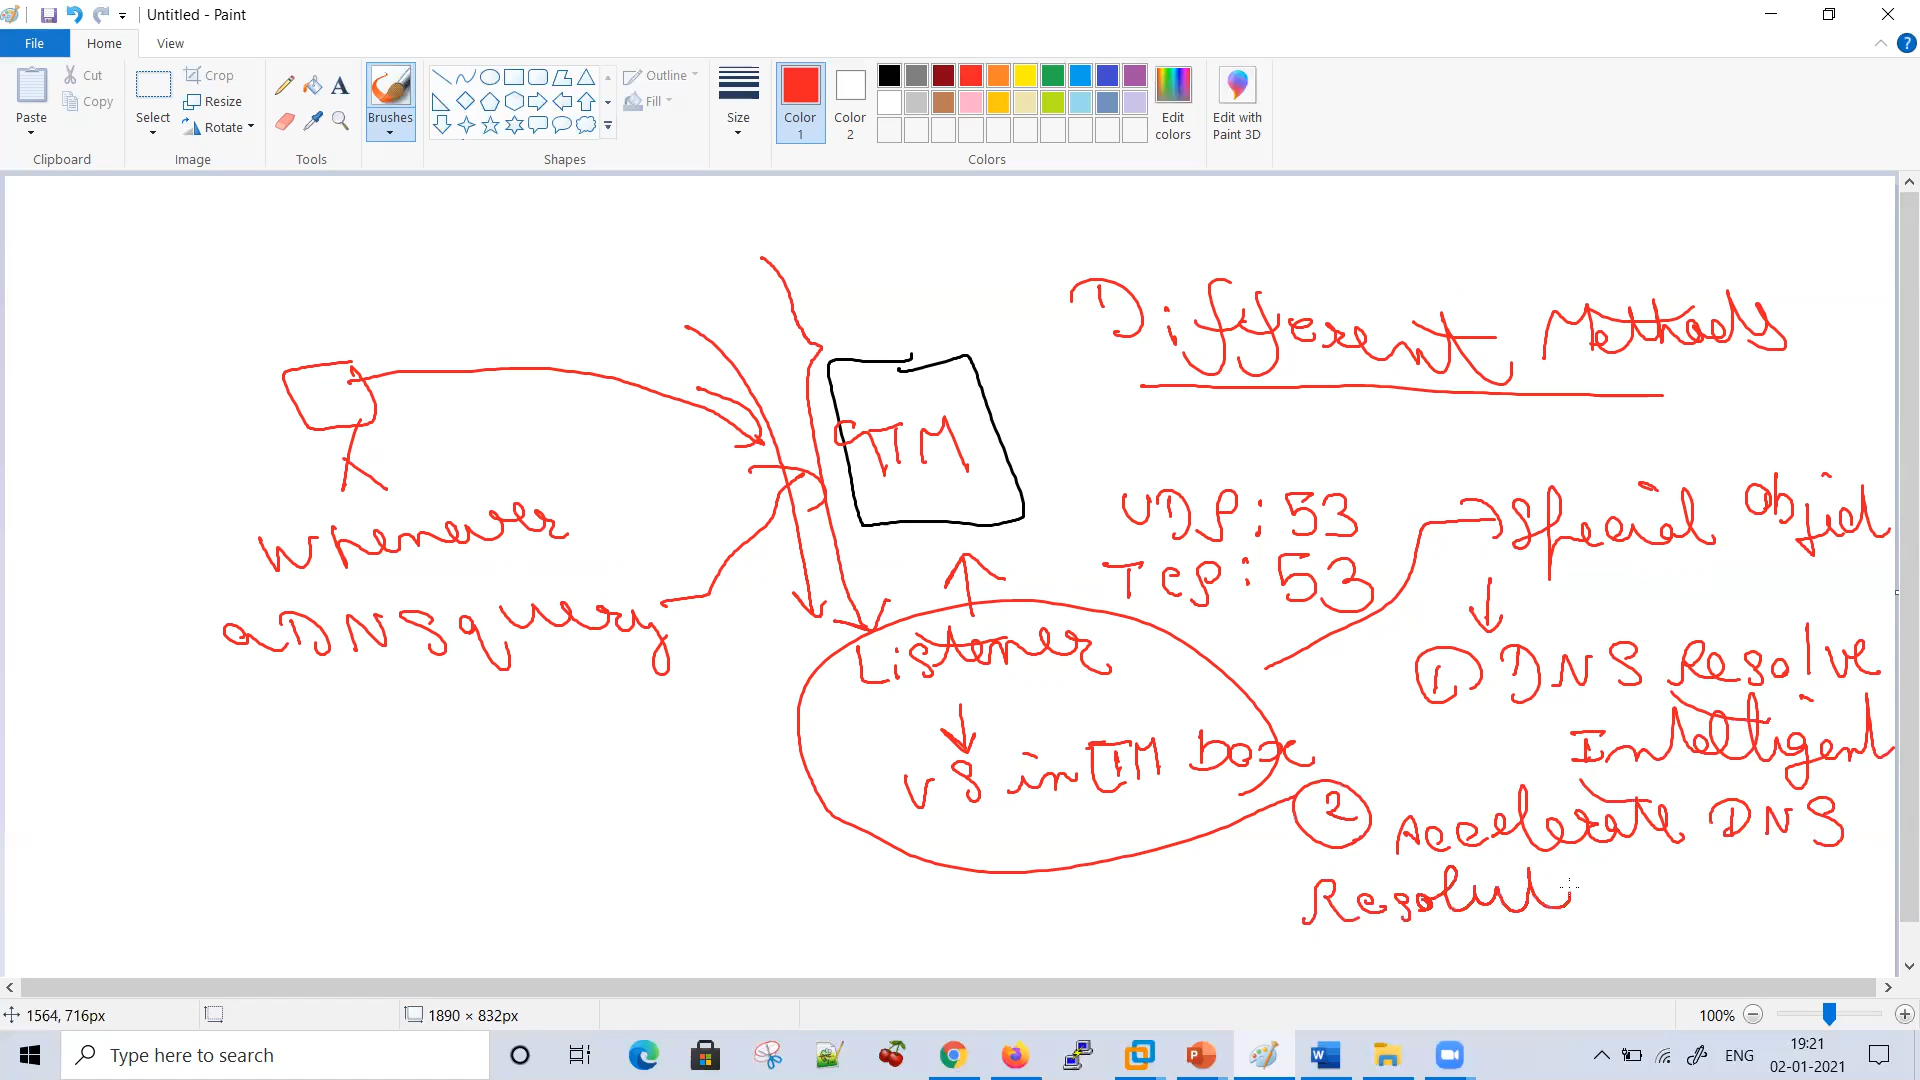 Untitled - Paint
File
Home
View
Paste
Cut
Copy
Clipboard
Select
Crop
Resize
Rotate
Image
Tools
Brushes
Shapes
Outline
Fill
Size
Color 1
Color 2
Colors
Edit colors
Edit with Paint 3D
Different Methods
GTM
whenever
a DNS query
UDP : 53
TCP : 53
Special Object
Listener
VS in GTM box
1. DNS Resolve
Intelligent
2
Accelerate DNS
Resoluti
1564, 716px
1890 × 832px
100%
Type here to search
ENG
19:21
02-01-2021